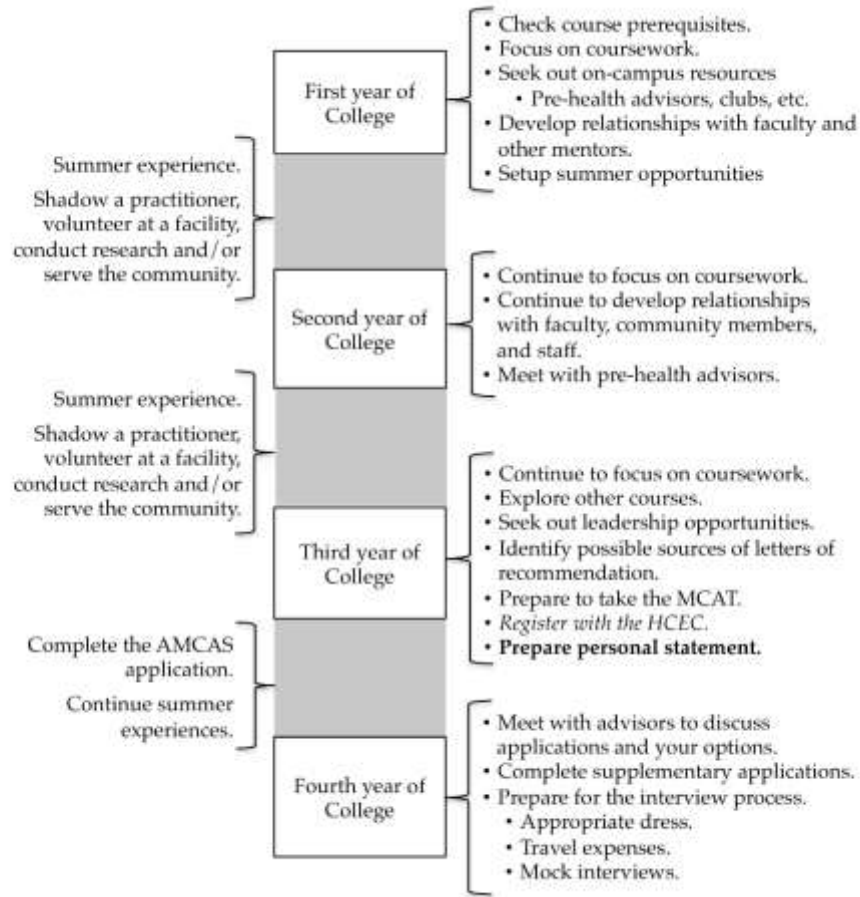 • Check course prerequisites.
• Focus on coursework.
• Seek out on-campus resources
• Pre-health advisors, clubs, etc.
• Develop relationships with faculty and
other mentors.
• Setup summer opportunities
First year of
College
Summer experience.
Shadow a practitioner,
volunteer at a facility,
conduct research and/or
serve the community.
Second year of
College
• Continue to focus on coursework.
• Continue to develop relationships
with faculty, community members,
and staff.
• Meet with pre-health advisors.
Summer experience.
Shadow a practitioner,
volunteer at a facility,
conduct research and/or
serve the community.
Third year of
College
• Continue to focus on coursework.
• Explore other courses.
• Seek out leadership opportunities.
• Identify possible sources of letters of
recommendation.
• Prepare to take the MCAT.
• Register with the HCEC.
• Prepare personal statement.
Complete the AMCAS
application.
Continue summer
experiences.
Fourth year of
College
• Meet with advisors to discuss
applications and your options.
• Complete supplementary applications.
• Prepare for the interview process.
• Appropriate dress.
• Travel expenses.
• Mock interviews.